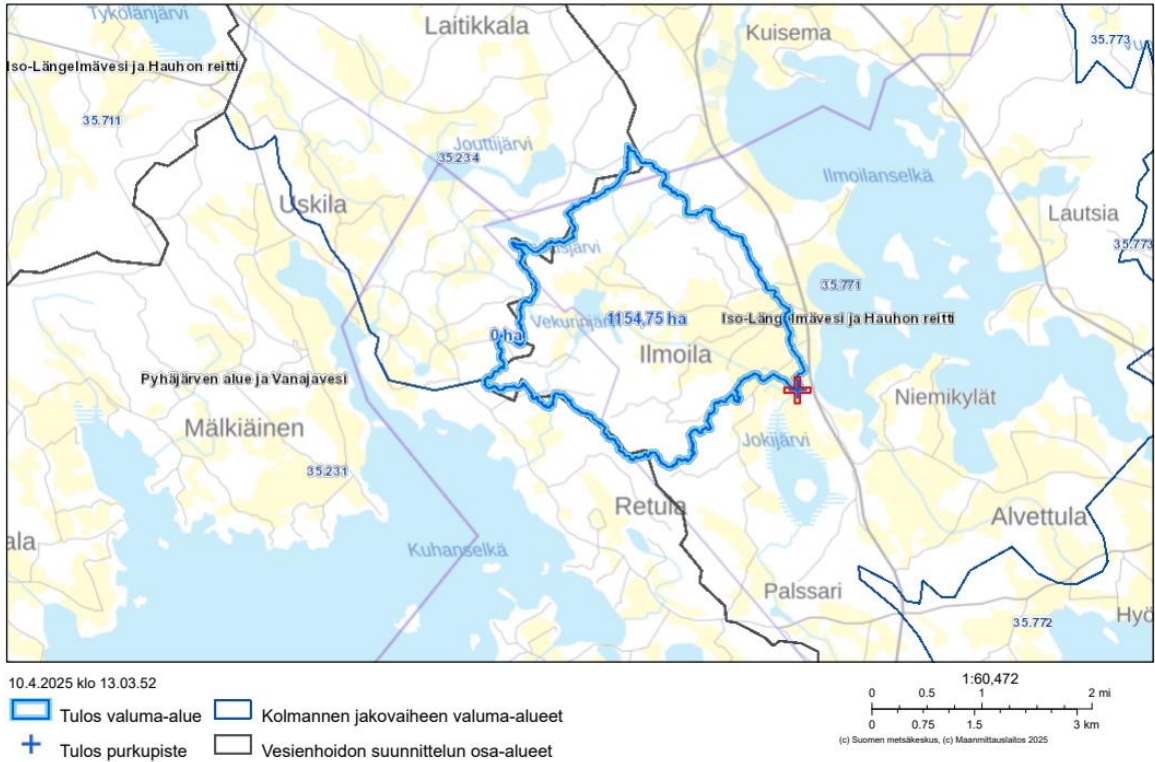 Tykölänjärvi
Laitikkala
Kuisema
35.773
Iso-Längelmävesi ja Hauhon reitti
35.711
Jouttijärvi
35.234
Ilmoilanselkä
Uskila
Lautsia
35.773
35.771
1154,75 ha
Iso-Längelmävesi ja Hauhon reitti
0 ha
Ilmoila
Pyhäjärven alue ja Vanajavesi
Niemikylät
Mälkiäinen
Jokijärvi
35.231
Retula
Alvettula
ala
Kuhanselkä
Palssari
Hyö
35.772
10.4.2025 klo 13.03.52
Tulos valuma-alue
Kolmannen jakovaiheen valuma-alueet
Tulos purkupiste
Vesienhoidon suunnittelun osa-alueet
1:60,472
0 0.5 1 2 mi
0 0.75 1.5 3 km
(c) Suomen metsäkeskus, (c) Maanmittauslaitos 2025